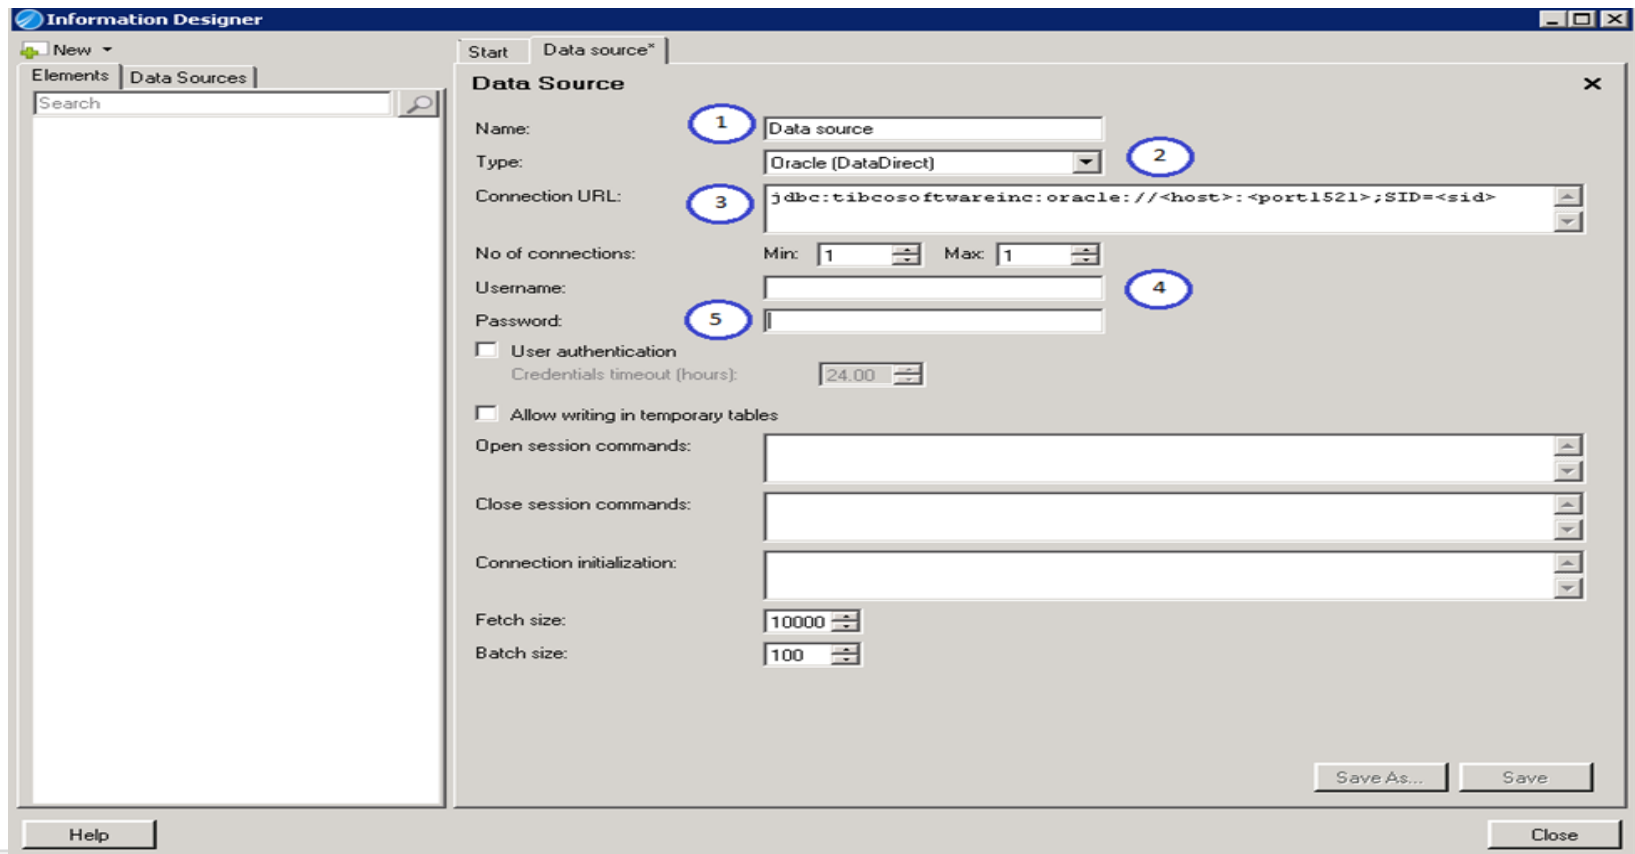 Information Designer
New
Start
Data source*
Elements
Data Sources
Search
Data Source
Name:
1
Data source
Type:
Oracle (DataDirect)
2
Connection URL:
3
jdbc:tibcosoftwareinc:oracle://<host>:<port1521>;SID=<sid>
No of connections:
Min: 1
Max: 1
Username:
4
Password:
5
User authentication
Credentials timeout (hours):
24.00
Allow writing in temporary tables
Open session commands:
Close session commands:
Connection initialization:
Fetch size:
10000
Batch size:
100
Save As...
Save
Help
Close